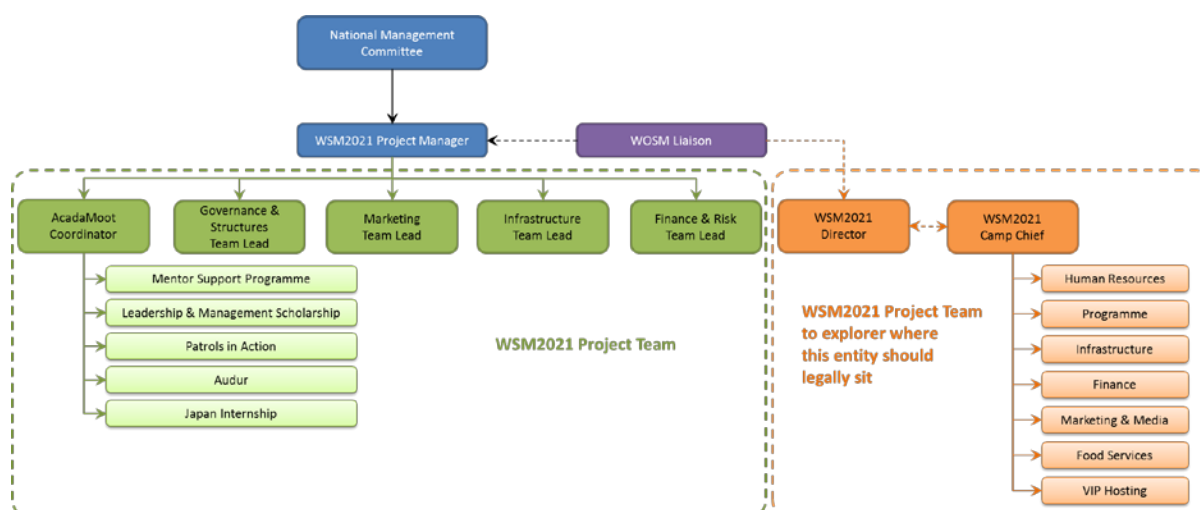 National Management
Committee
WSM2021 Project Manager
WOSM Liaison
AcadaMoot
Coordinator
Governance &
Structures
Team Lead
Marketing
Team Lead
Infrastructure
Team Lead
Finance & Risk
Team Lead
WSM2021
Director
WSM2021
Camp Chief
Mentor Support Programme
Leadership & Management Scholarship
Patrols in Action
Audur
Japan Internship
WSM2021 Project Team
WSM2021 Project Team
to explorer where
this entity should
legally sit
Human Resources
Programme
Infrastructure
Finance
Marketing & Media
Food Services
VIP Hosting